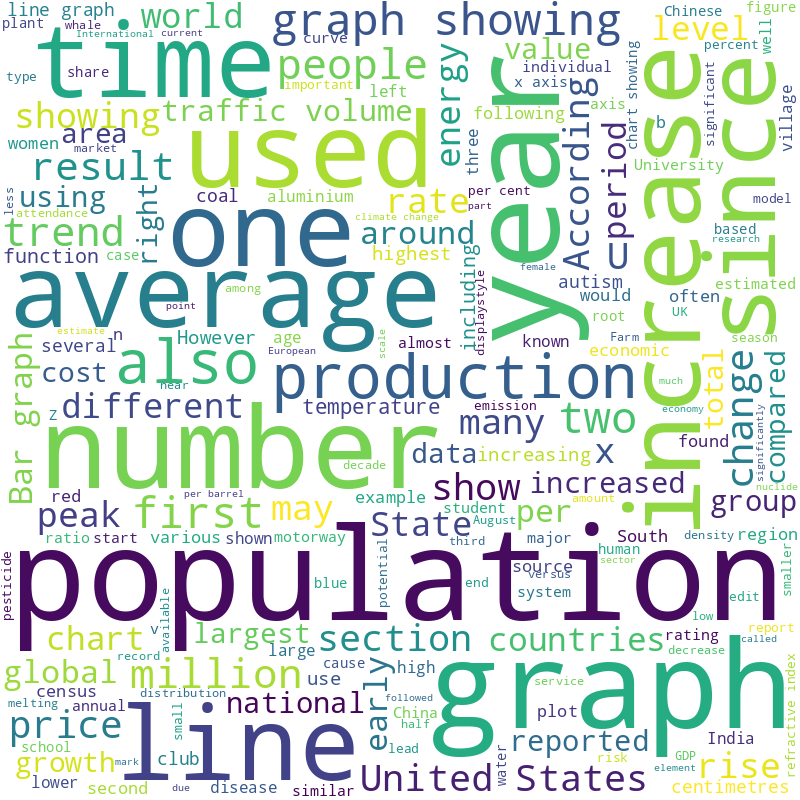 line graph
world
graph showing
plant
whale
International
current
curve
type
share
time
people
value
individual
important
left
x axis
energy
level
Chinese
figure
percent
well
showing
traffic volume
area
women
market
result
used
year
following
axis
chart showing
significant
b
village
three
increase
since
coal
aluminium
per cent
part
According
period
University
model
less
using
right
rate
attendance
climate change
trend
one
around
highest
function
case
including
displaystyle
female
based
research
U
average
among
point
autism
would
often
estimated
root
UK
season
n
However
age
European
scale
almost
known
Farm
economic
estimate
several
near
also
production
total
change
compared
much
economy
significantly
cost
Bar graph
Z
different
temperature
emission
many
two
number
decade
data
increasing
x
found
nuclide
red
per barrel
example
show
increased
amount
group
peak
first
may
student
August
per
State
third
major
South
density
region
ratio
start
various
shown
motorway
potential
source
versus
sector
human
smaller
pesticide
population
blue
end
system
low
edit
chart
v
available
largest
section
countries
rating
report
decrease
called
record
large
cause
high
global
million
use
early
service
census
melting
annual
distribution
national
followed
China
half
plot
India
refractive index
price
line
graph
small
school
growth
mark
club
lead
water
reported
risk
GDP
rise
element
lower
second
due
disease
similar
United States
centimetres